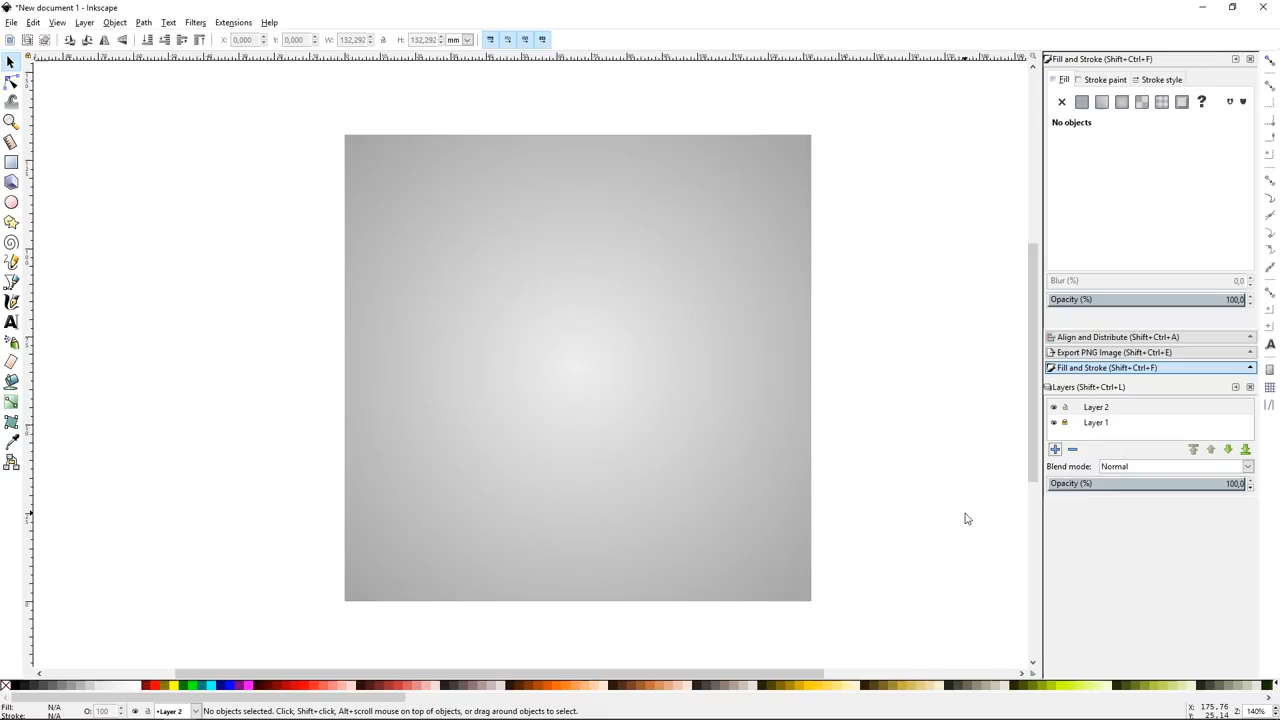 *New document 1 - Inkscape
File Edit View Layer Object Path Text Filters Extensions Help
X: 0,000 Y: 0,000 W: 132,292 H: 132,292 mm
Fill and Stroke (Shift+Ctrl+F)
Fill Stroke paint Stroke style
?
No objects
Blur (%) 0,0
Opacity (%) 100,0
Align and Distribute (Shift+Ctrl+A)
Export PNG Image (Shift+Ctrl+E)
Fill and Stroke (Shift+Ctrl+F)
Layers (Shift+Ctrl+L)
Layer 2
Layer 1
Blend mode: Normal
Opacity (%) 100,0
Fill: N/A
Stroke: N/A
O: 100
•Layer 2
No objects selected. Click, Shift+click, Alt+scroll mouse on top of objects, or drag around objects to select.
X: 175,76
Y: 25,14
Z: 140%